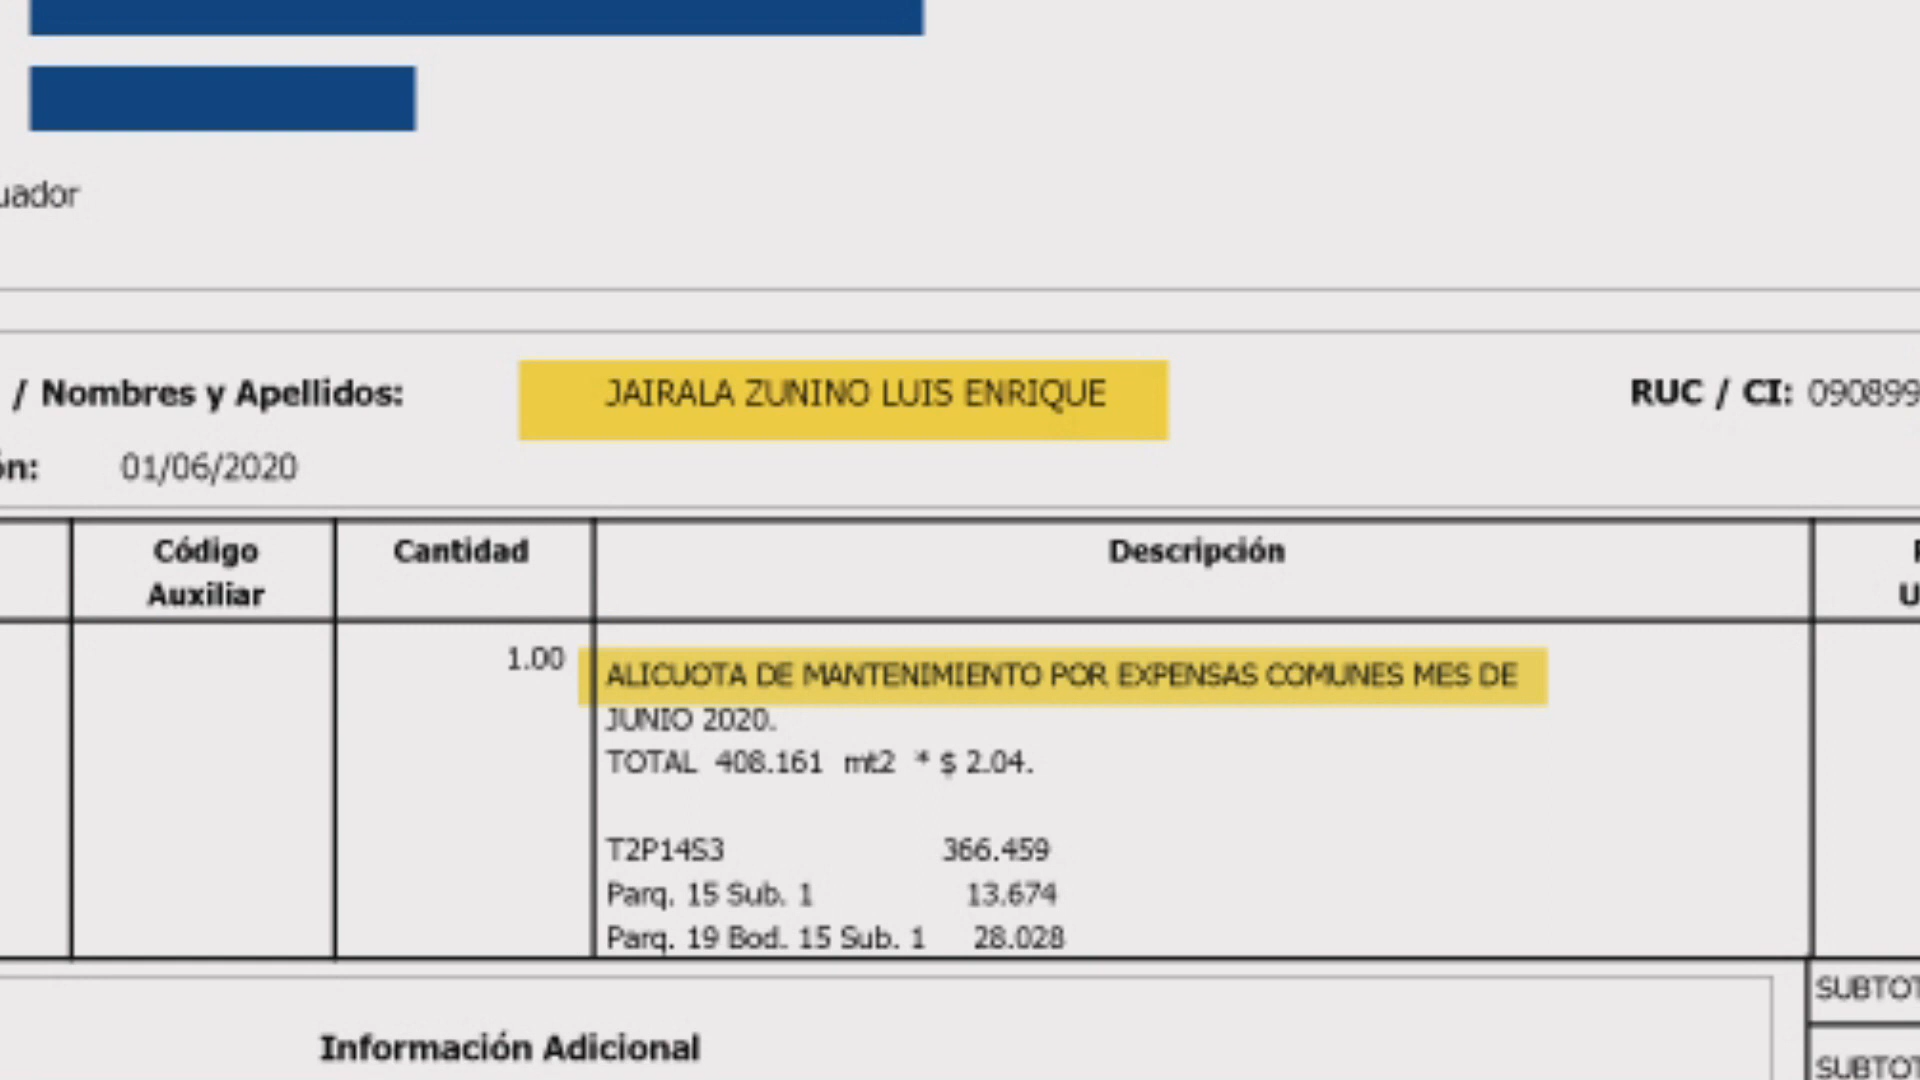 uador
/ Nombres y Apellidos: JAIRALA ZUNINO LUIS ENRIQUE RUC / CI: 090899
ón: 01/06/2020
Código Auxiliar Cantidad Descripción
1.00 ALICUOTA DE MANTENIMIENTO POR EXPENSAS COMUNES MES DE
JUNIO 2020.
TOTAL 408.161 mt2 * $ 2.04.
T2P14S3 366.459
Parq. 15 Sub. 1 13.674
Parq. 19 Bod. 15 Sub. 1 28.028
SUBTOT
Información Adicional
SUBTOT